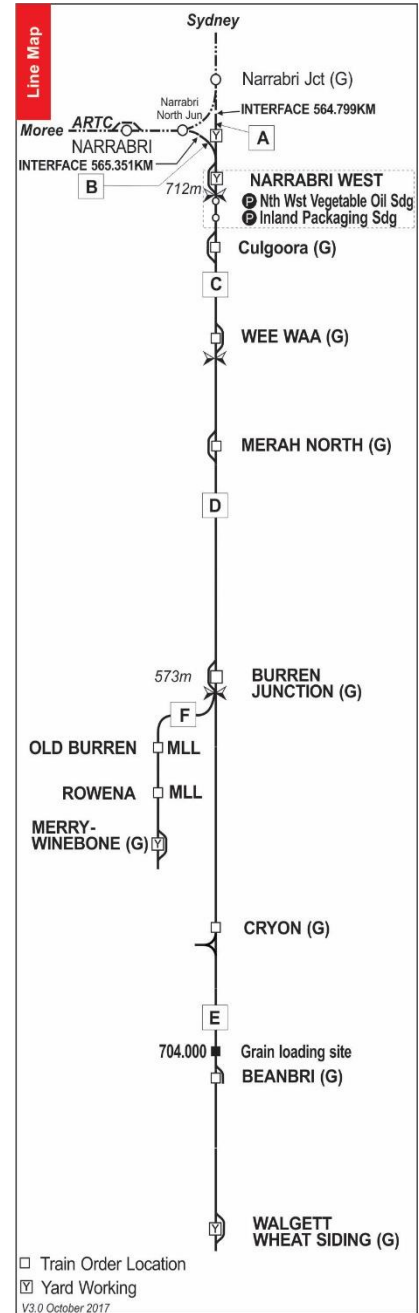 Line Map
Sydney
Narrabri Jct (G)
Narrabri
North Jun
INTERFACE 564.799KM
ARTC
Moree
NARRABRI
A
INTERFACE 565.351KM
B
712m
Y
Y
NARRABRI WEST
P Nth Wst Vegetable Oil Sdg
P Inland Packaging Sdg
Culgoora (G)
C
WEE WAA (G)
MERAH NORTH (G)
D
573m
BURREN
JUNCTION (G)
F
OLD BURREN
MLL
ROWENA
MLL
MERRY-
WINEBONE (G)
Y
CRYON (G)
E
704.000
Grain loading site
BEANBRI (G)
Y
WALGETT
WHEAT SIDING (G)
Train Order Location
Y Yard Working
V3.0 October 2017